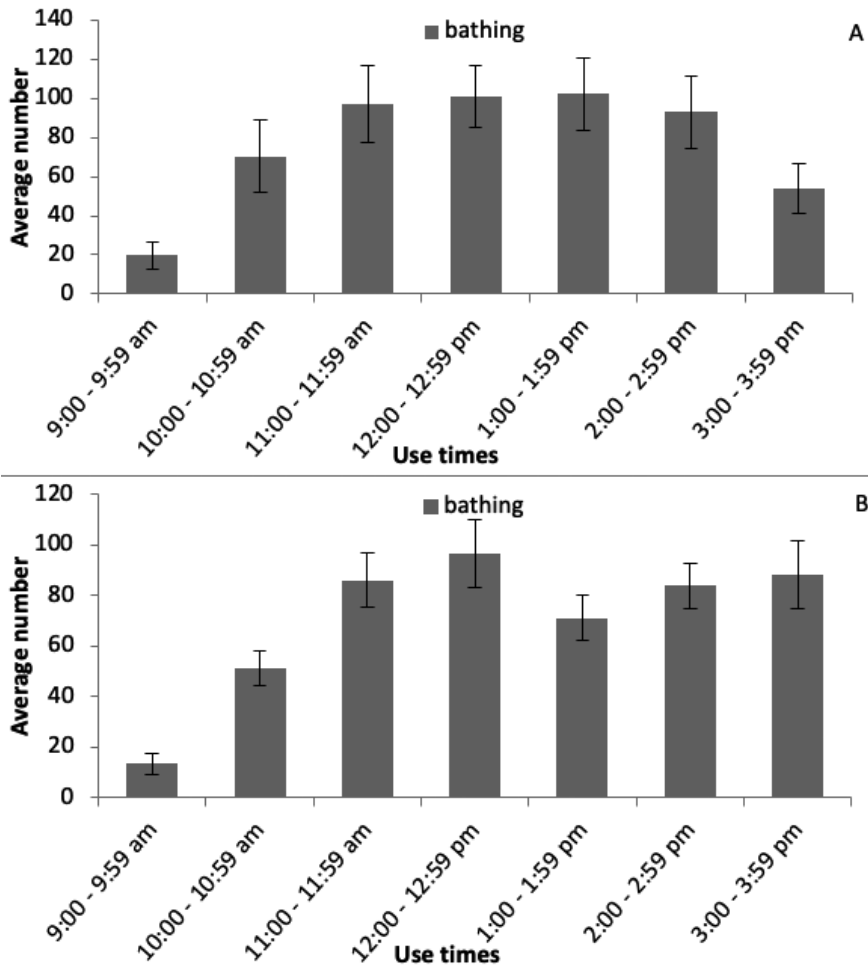 A
bathing
140
120
100
80
60
40
20
0
Average number
9:00 - 9:59 am
10:00 - 10:59 am
11:00 - 11:59 am
12:00 - 12:59 pm
1:00 - 1:59 pm
2:00 - 2:59 pm
3:00 - 3:59 pm
Use times
B
bathing
120
100
80
60
40
20
0
Average number
9:00 - 9:59 am
10:00 - 10:59 am
11:00 - 11:59 am
12:00 - 12:59 pm
1:00 - 1:59 pm
2:00 - 2:59 pm
3:00 - 3:59 pm
Use times